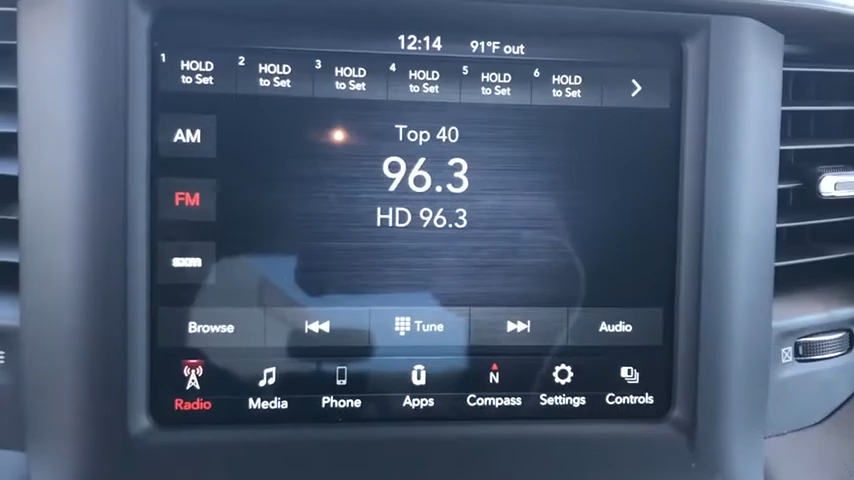 12:14 91°F out
1 HOLD to Set
2 HOLD to Set
3 HOLD to Set
4 HOLD to Set
5 HOLD to Set
6 HOLD to Set
AM
Top 40
96.3
FM
HD 96.3
sxm
Browse
Tune
Audio
Radio
Media
Phone
Apps
N
Compass
Settings
Controls